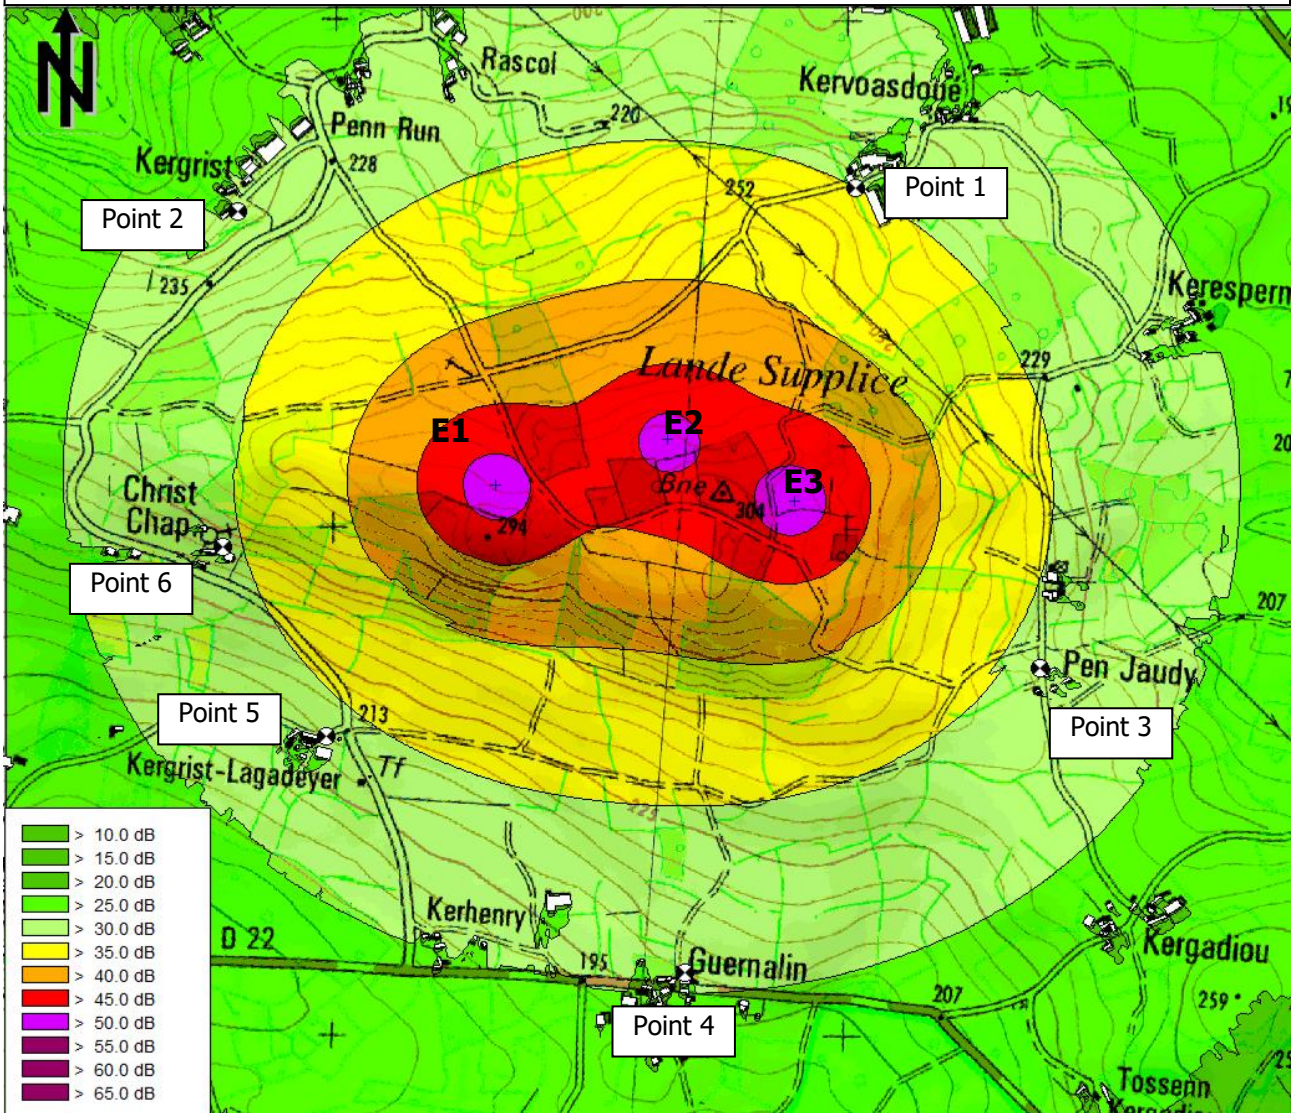 N
Rascol
Kervoasdoué
220
Penn Run
Kergrist
228
252
Point 1
Point 2
235
Kerespern
229
Lande Supplice
E1
E2
E3
Bne
304
294
20
Christ
Chap
Point 6
207
Pen Jaudy
Point 3
Point 5
213
Kergrist-Lagadeyer
Tf
225
> 10.0 dB
> 15.0 dB
> 20.0 dB
> 25.0 dB
> 30.0 dB
> 35.0 dB
> 40.0 dB
> 45.0 dB
> 50.0 dB
> 55.0 dB
> 60.0 dB
> 65.0 dB
Kerhenry
D 22
195
Guernalin
Kergadiou
207
259
Point 4
Tossenn